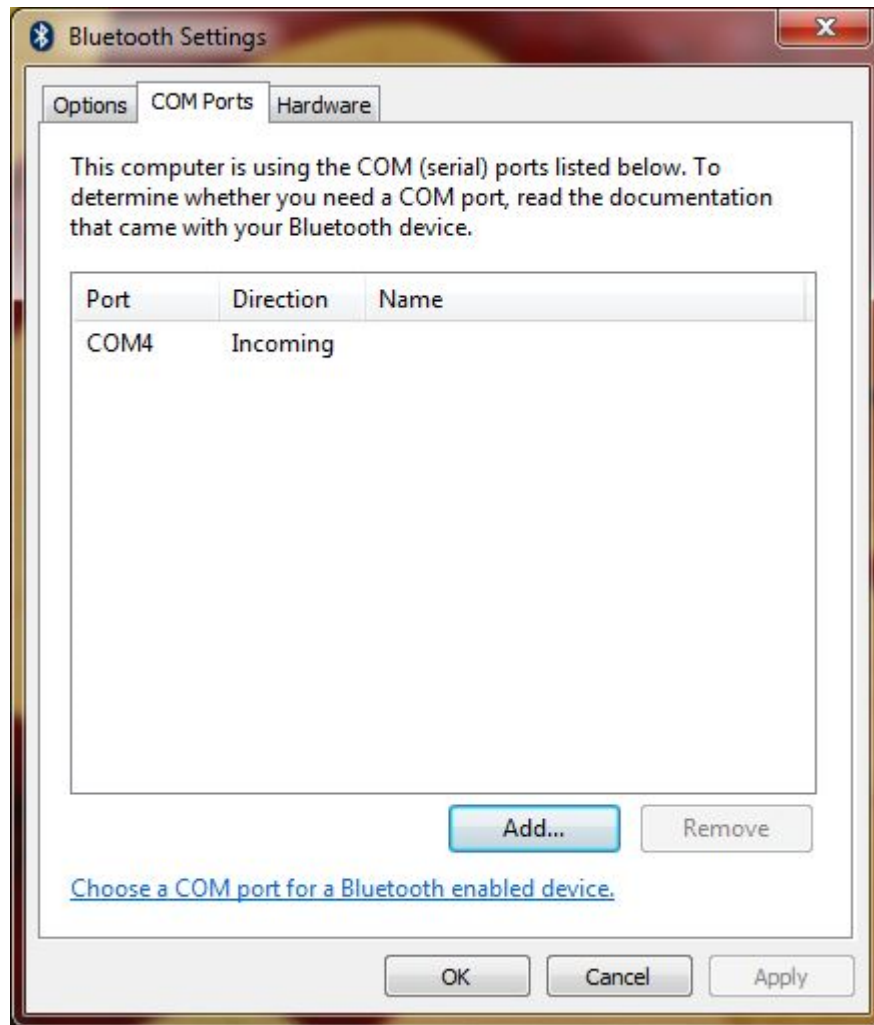 Bluetooth Settings
X
Options COM Ports Hardware
This computer is using the COM (serial) ports listed below. To
determine whether you need a COM port, read the documentation
that came with your Bluetooth device.
Port Direction Name
COM4 Incoming
Add... Remove
Choose a COM port for a Bluetooth enabled device.
OK Cancel Apply